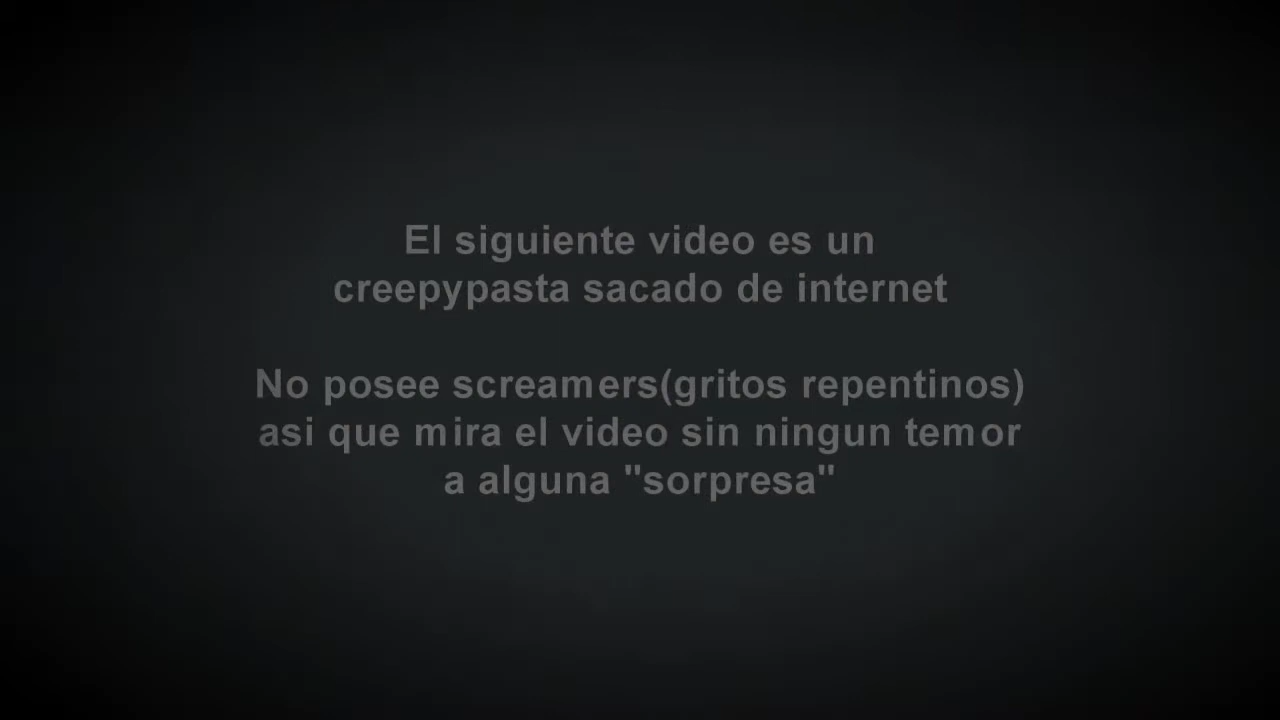 El siguiente video es un
creepypasta sacado de internet
No posee screamers(gritos repentinos)
asi que mira el video sin ningun temor
a alguna "sorpresa"